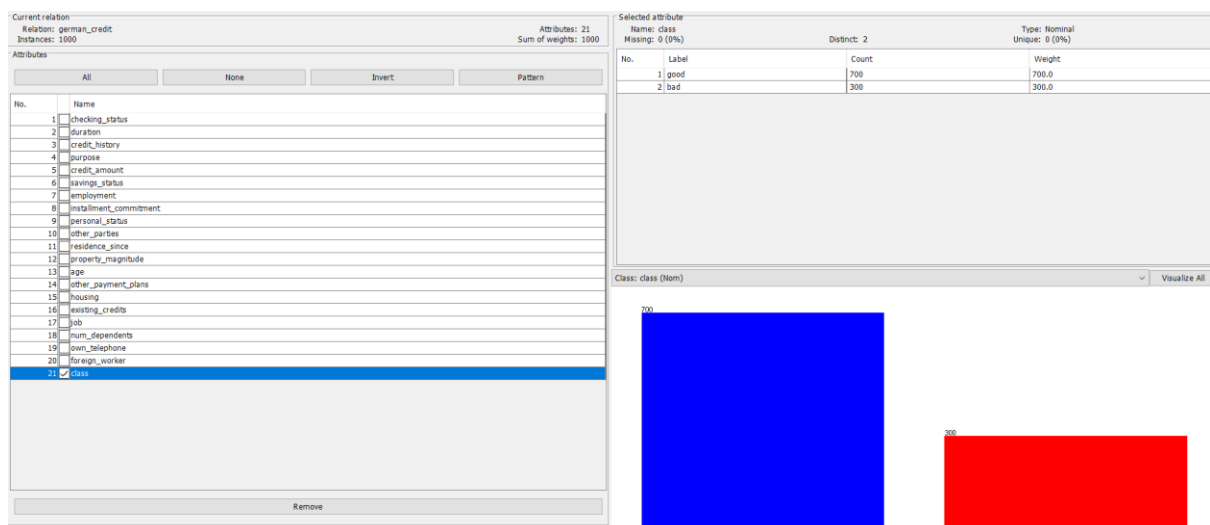 Current relation
Relation: german_credit Attributes: 21
Instances: 1000 Sum of weights: 1000
Attributes
All None Invert Pattern
No. Name
1 checking_status
2 duration
3 credit_history
4 purpose
5 credit_amount
6 savings_status
7 employment
8 installment_commitment
9 personal_status
10 other_parties
11 residence_since
12 property_magnitude
13 age
14 other_payment_plans
15 housing
16 existing_credits
17 job
18 num_dependents
19 own_telephone
20 foreign_worker
21 class
Remove
Selected attribute
Name: class Type: Nominal
Missing: 0 (0%) Distinct: 2 Unique: 0 (0%)
No. Label Count Weight
1 good 700 700.0
2 bad 300 300.0
Class: class (Nom) Visualize All
700
300